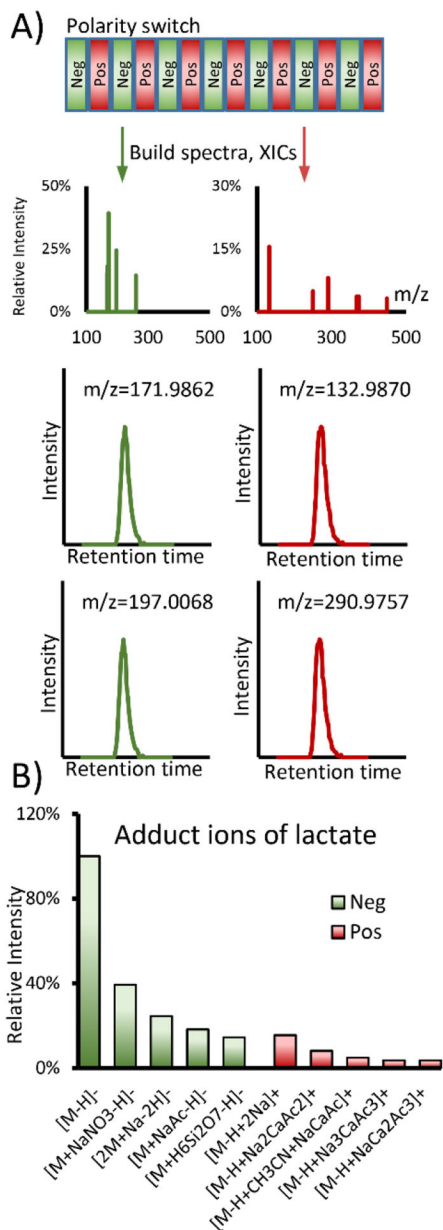 A)
Polarity switch
Neg Pos Neg Pos Neg Pos Neg Pos Neg Pos Neg Pos Neg Pos
Build spectra, XICs
Relative Intensity
50%
25%
0%
100 300 500
30%
15%
0%
m/z
100 300 500
m/z=171.9862
Intensity
Retention time
m/z=132.9870
Intensity
Retention time
m/z=197.0068
Intensity
Retention time
m/z=290.9757
Intensity
Retention time
B)
Adduct ions of lactate
Relative Intensity
120%
80%
40%
0%
Neg
Pos
[M-H]-
[M+NaNO3-H]-
[2M+Na-2H]-
[M+NaAc-H]-
[M+H6Si2O7-H]-
[M-H+2Na]+
[M-H+Na2CaAc2]+
[M-H+CH3CN+NaCaAc]+
[M-H+Na3CaAc3]+
[M-H+NaCa2Ac3]+